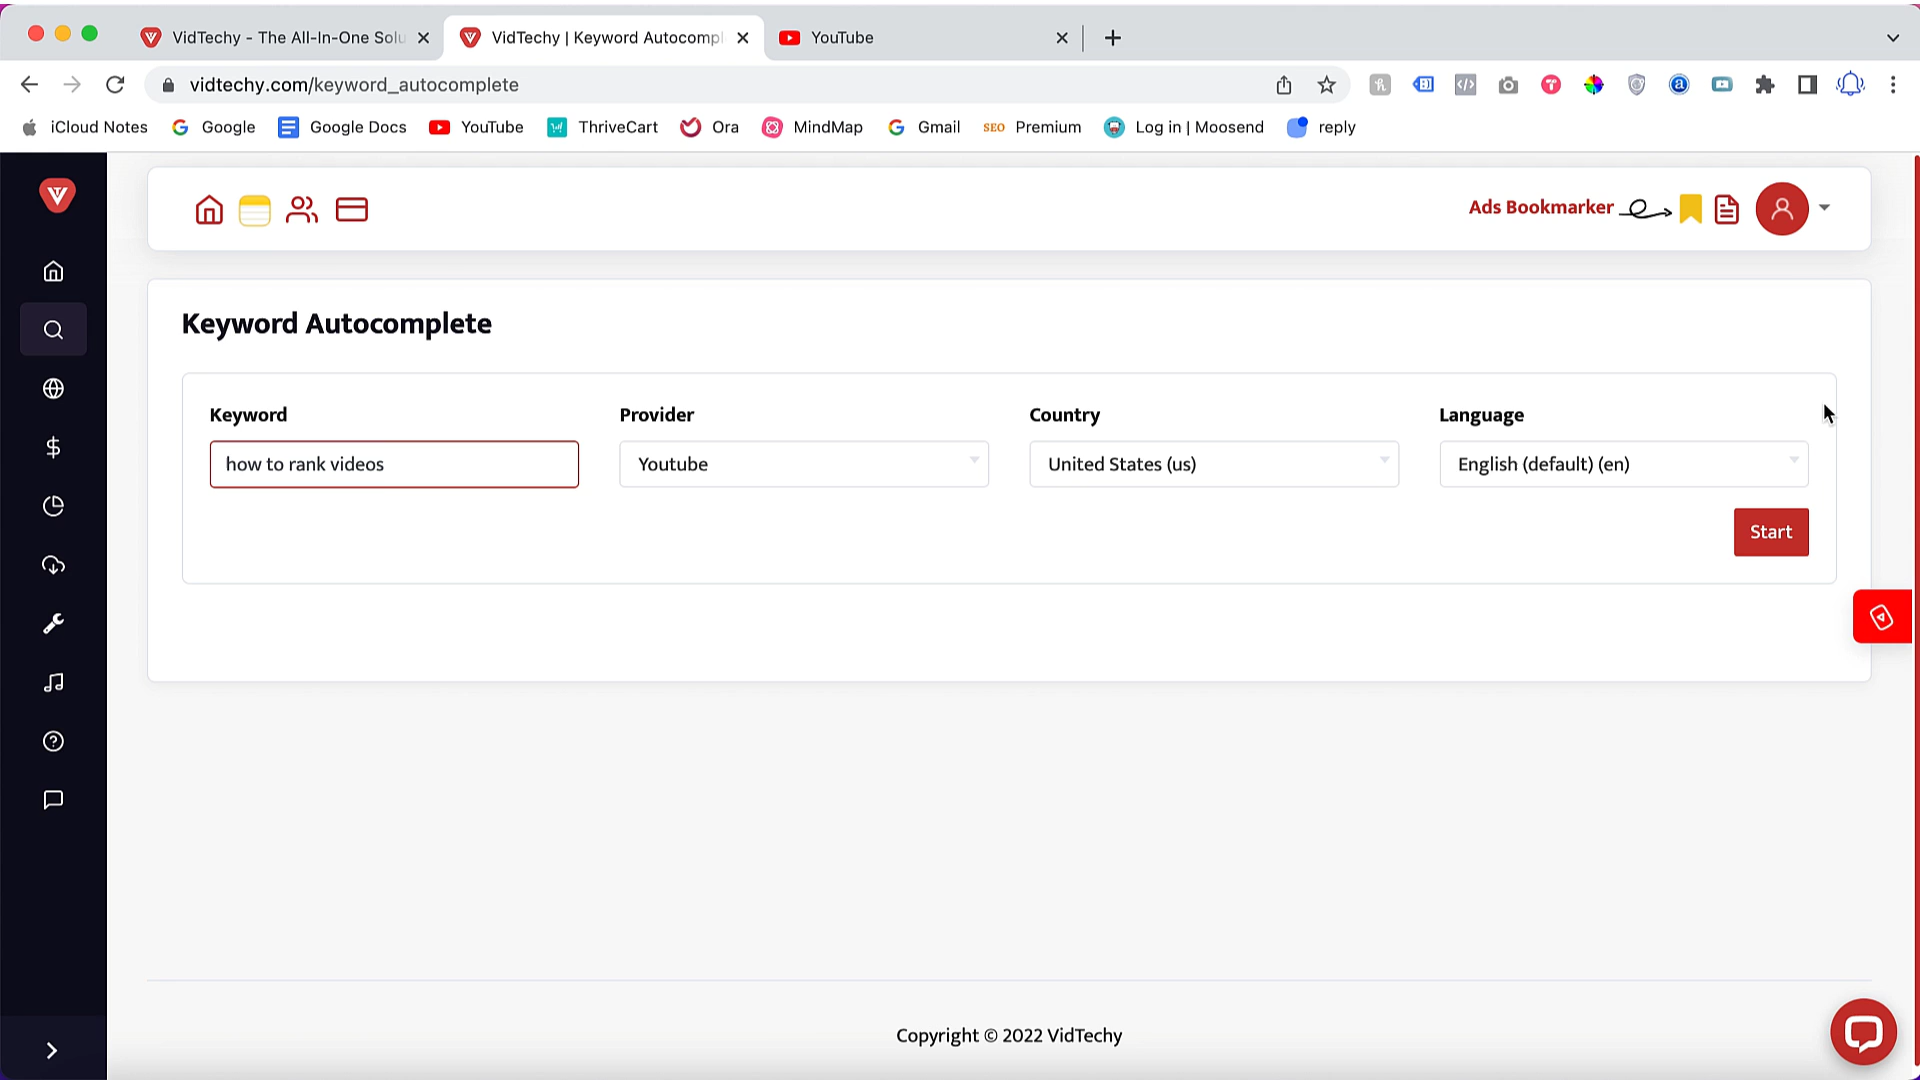 VidTechy - The All-In-One Solu
VidTechy | Keyword Autocompl
YouTube
vidtechy.com/keyword_autocomplete
iCloud Notes
Google
Google Docs
YouTube
ThriveCart
Ora
MindMap
Gmail
SEO Premium
Log in | Moosend
reply
Ads Bookmarker
Keyword Autocomplete
Keyword
Provider
Country
Language
how to rank videos
Youtube
United States (us)
English (default) (en)
Start
Copyright © 2022 VidTechy